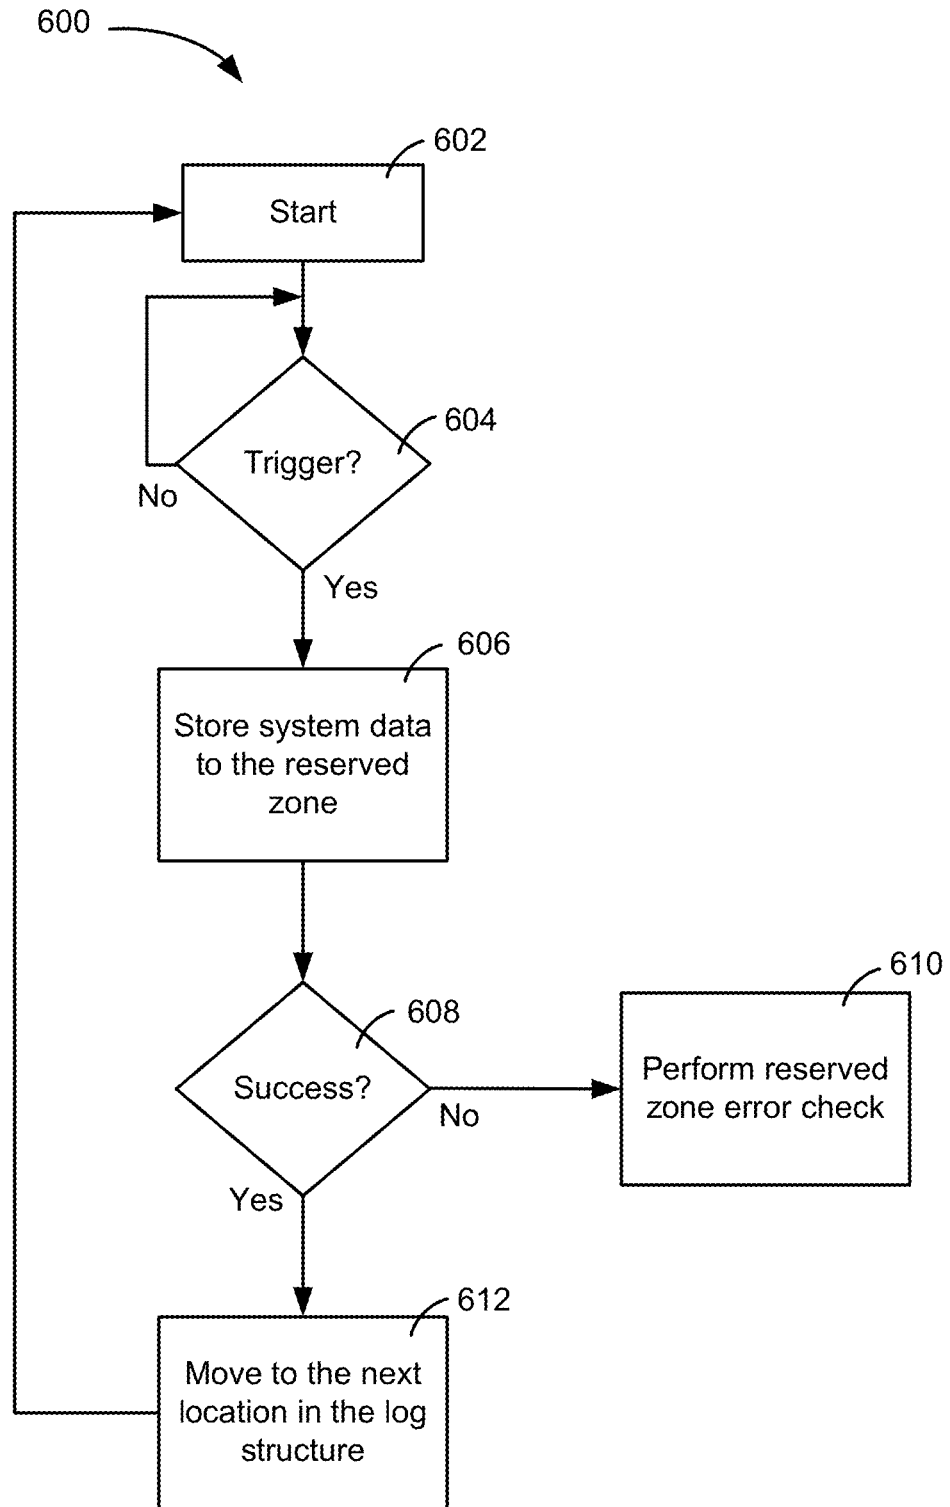 600
602
Start
604
Trigger?
No
Yes
606
Store system data
to the reserved
zone
610
608
Perform reserved
zone error check
Success?
No
Yes
612
Move to the next
location in the log
structure